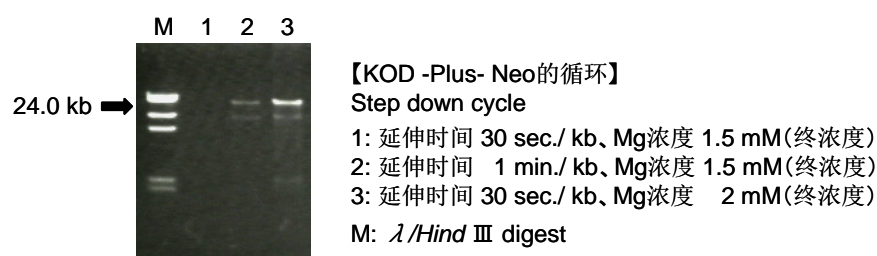 M 1 2 3
24.0 kb
【KOD -Plus- Neo的循环】
Step down cycle
1: 延伸时间 30 sec./ kb、Mg浓度 1.5 mM（终浓度）
2: 延伸时间 1 min./ kb、Mg浓度 1.5 mM（终浓度）
3: 延伸时间 30 sec./ kb、Mg浓度 2 mM（终浓度）
M: λ/Hind Ⅲ digest